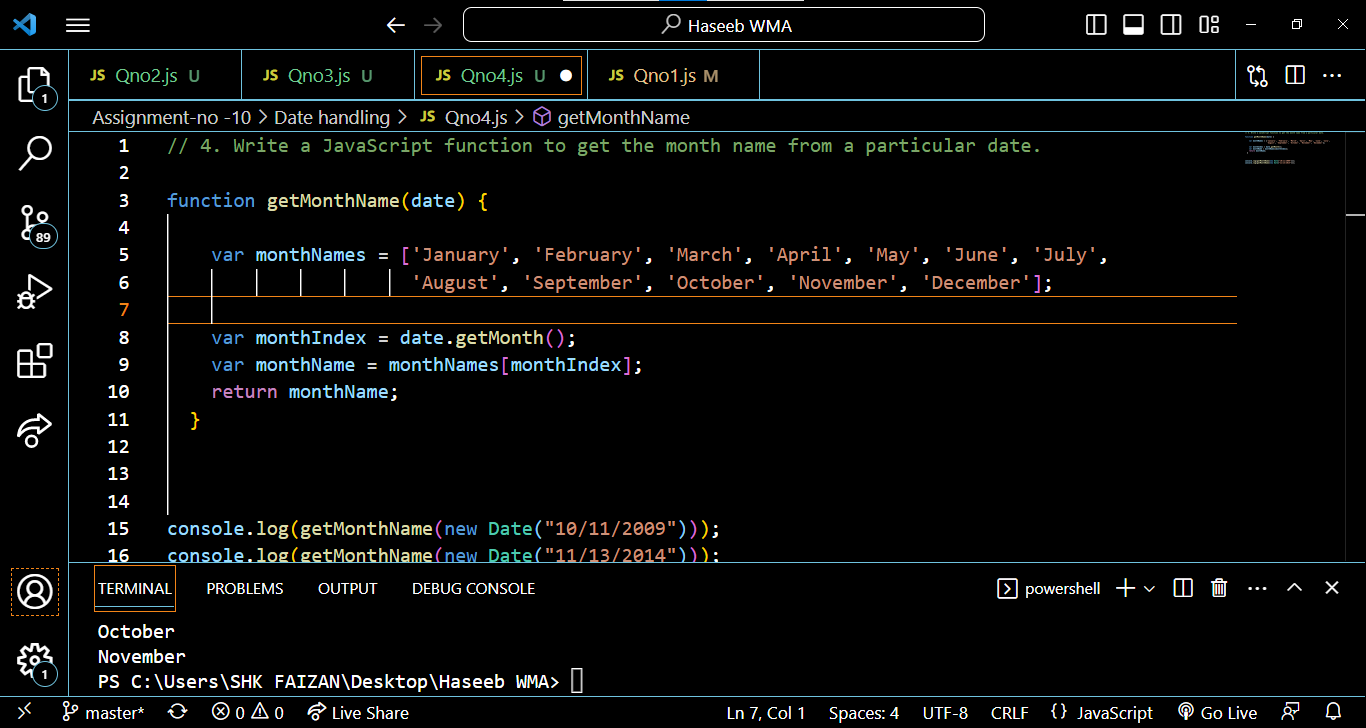 Haseeb WMA
JS Qno2.js U JS Qno3.js U JS Qno4.js U JS Qno1.js M
1
Assignment-no -10 > Date handling > JS Qno4.js > getMonthName
1 // 4. Write a JavaScript function to get the month name from a particular date.
2
3 function getMonthName(date) {
4
5 var monthNames = ['January', 'February', 'March', 'April', 'May', 'June', 'July',
6 'August', 'September', 'October', 'November', 'December'];
7
8 var monthIndex = date.getMonth();
9 var monthName = monthNames[monthIndex];
10 return monthName;
11 }
12
13
14
15 console.log(getMonthName(new Date("10/11/2009")));
16 console.log(getMonthName(new Date("11/13/2014")));
89
TERMINAL PROBLEMS OUTPUT DEBUG CONSOLE powershell
October
November
PS C:\Users\SHK FAIZAN\Desktop\Haseeb WMA>
1
master* 0 0 Live Share Ln 7, Col 1 Spaces: 4 UTF-8 CRLF {} JavaScript Go Live